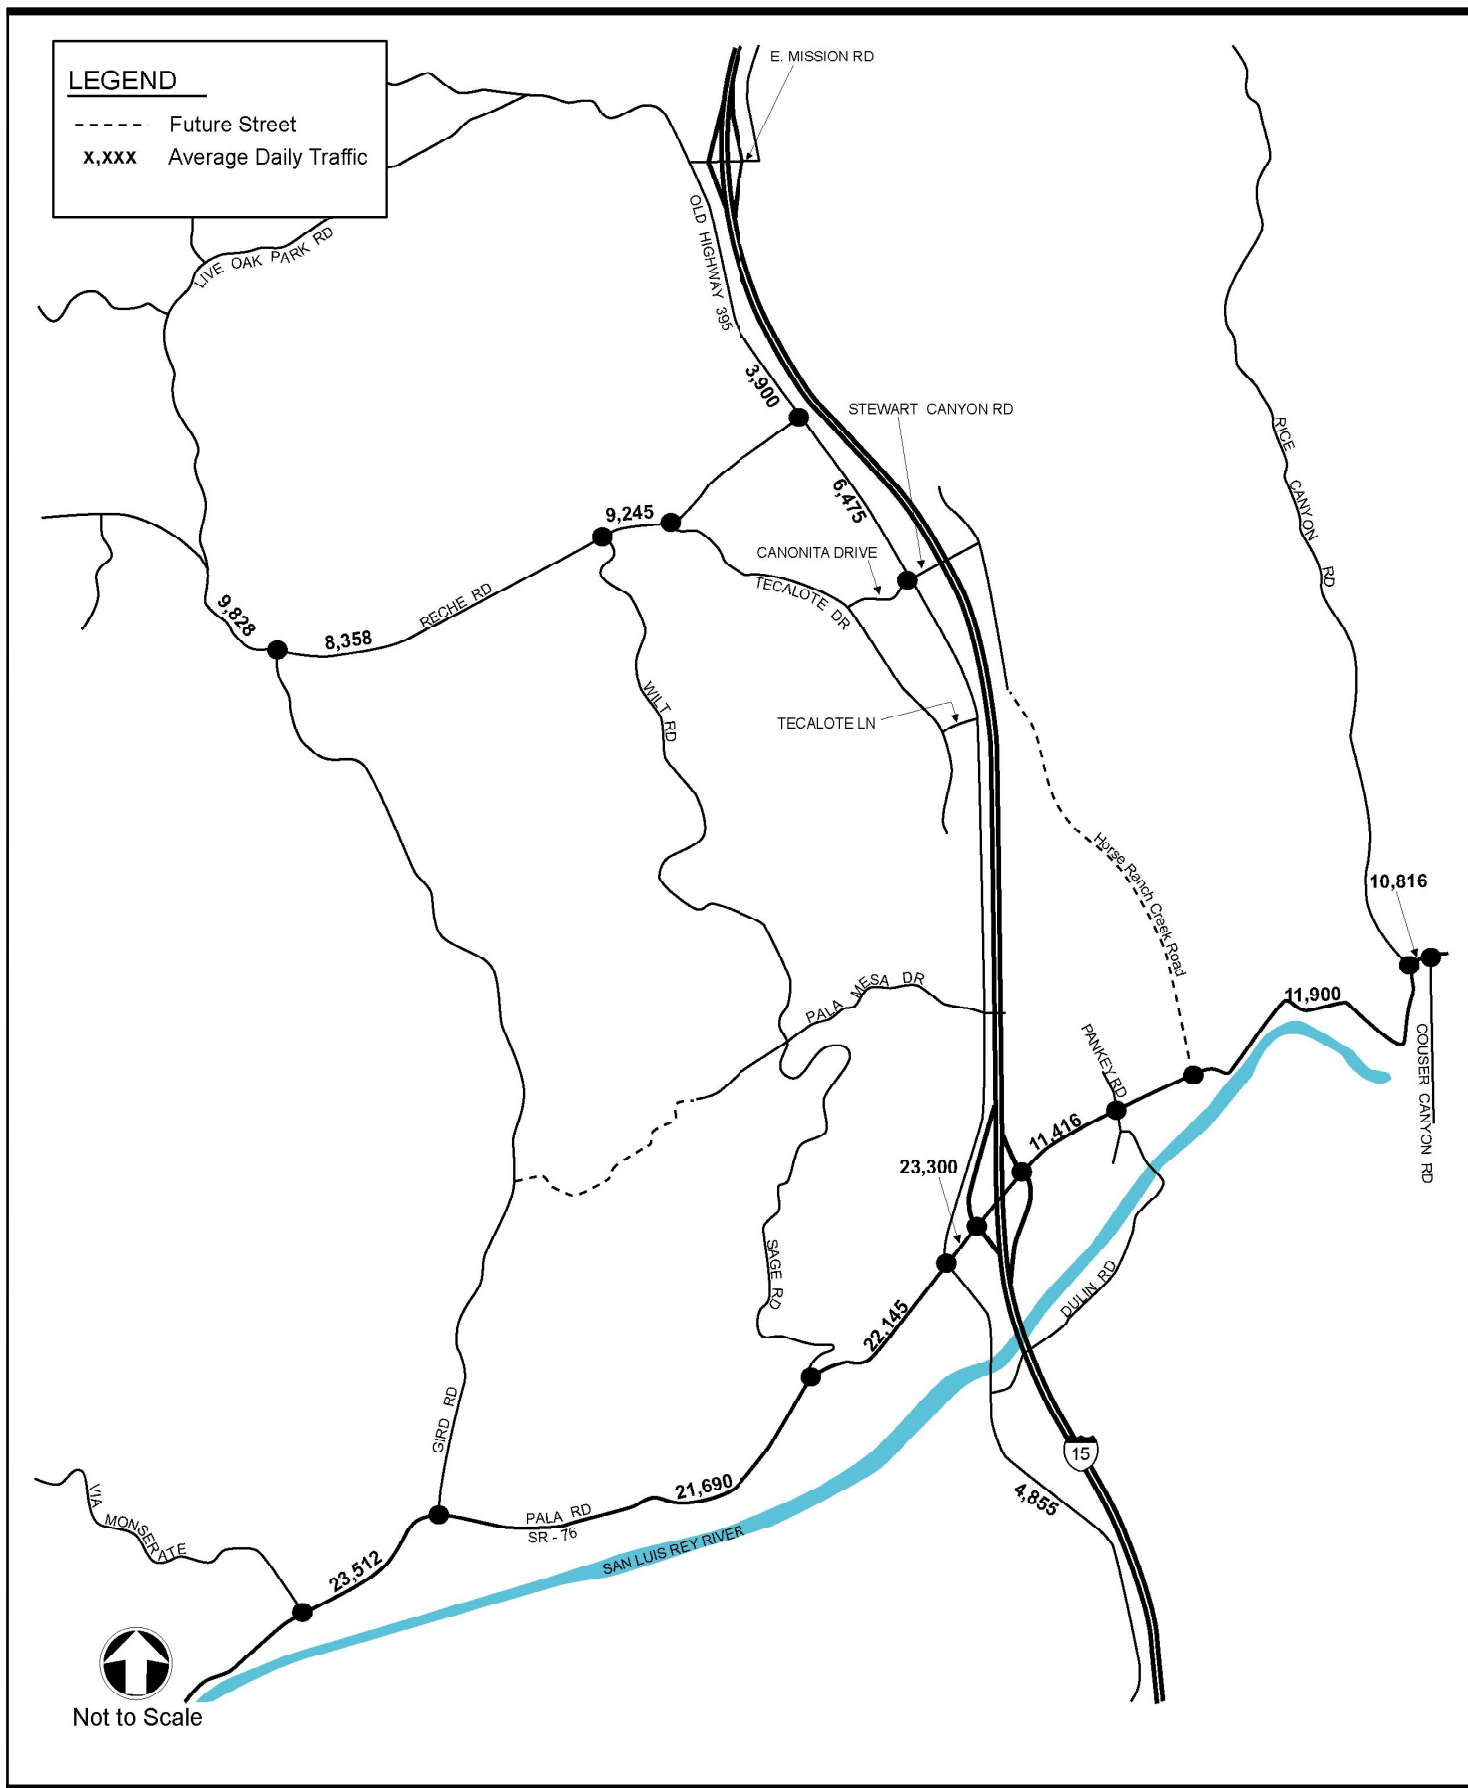 E. MISSION RD
LEGEND
Future Street
X,XXX Average Daily Traffic
OLD HIGHWAY 395
LIVE OAK PARK RD
3,900
STEWART CANYON RD
RICE CANYON RD
6,475
9,245
CANONITA DRIVE
TECALOTE DR
RECHE RD
9,828
8,358
WILT RD
TECALOTE LN
Horse Ranch Creek Road
10,816
PALA MESA DR
11,900
PANKEY RD
COUSER CANYON RD
11,416
23,300
SAGE RD
DULIN RD
22,145
GIRD RD
15
21,690
4,855
PALA RD
SR - 76
VIA MONSERATE
SAN LUIS REY RIVER
23,512
Not to Scale